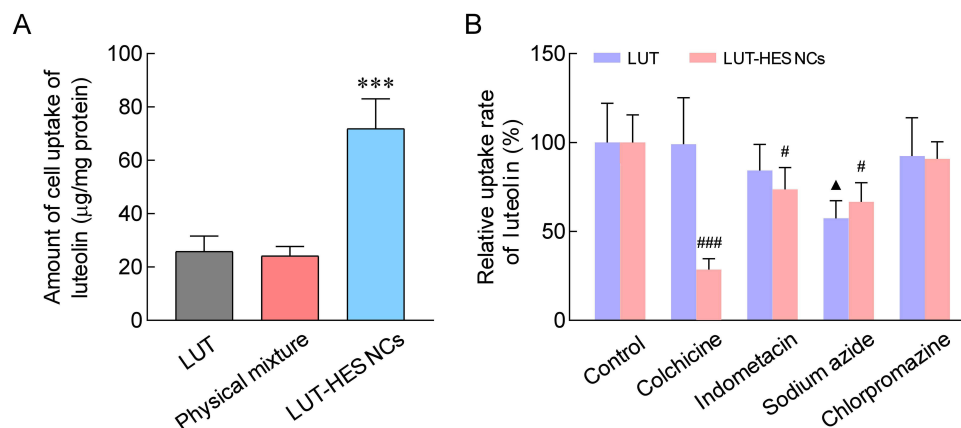 A
Amount of cell uptake of
luteolin (μg/mg protein)
100
80
60
40
20
0
***
LUT
Physical mixture
LUT-HES NCs
B
Relative uptake rate
of luteolin (%)
150
100
50
0
LUT
LUT-HES NCs
###
#
▲
#
Control
Colchicine
Indometacin
Sodium azide
Chlorpromazine